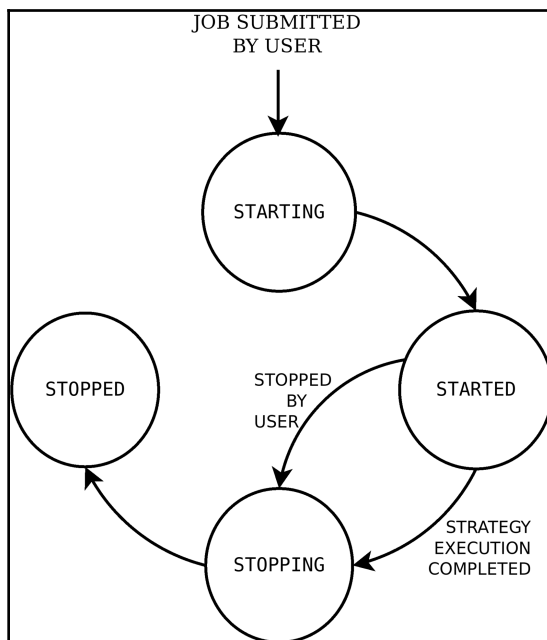 JOB SUBMITTED
BY USER
STARTING
STOPPED
STARTED
STOPPED
BY
USER
STOPPING
STRATEGY
EXECUTION
COMPLETED